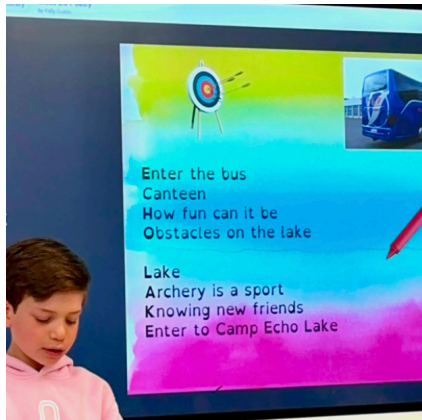 Enter the bus
Canteen
How fun can it be
Obstacles on the lake
Lake
Archery is a sport
Knowing new friends
Enter to Camp Echo Lake